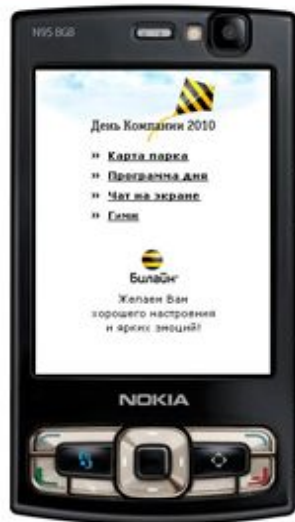 N95 8GB
День Компании 2010
» Карта парка
» Программа дня
» Чат на экране
» Гимн
Билайн™
Желаем Вам
хорошего настроения
и ярких эмоций!
NOKIA